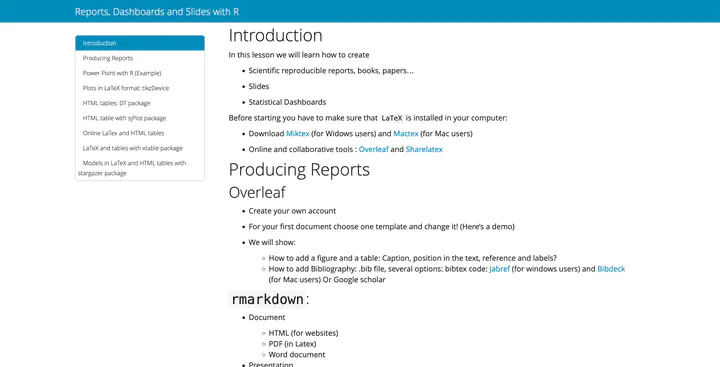 Reports, Dashboards and Slides with R
Introduction
Producing Reports
Power Point with R (Example)
Plots in LaTeX format: tikzDevice
HTML tables: DT package
HTML table with sjPlot package
Online LaTex and HTML tables
LaTeX and tables with xtable package
Models in LaTeX and HTML tables with
stargazer package
Introduction
In this lesson we will learn how to create
Scientific reproducible reports, books, papers…
Slides
Statistical Dashboards
Before starting you have to make sure that LaTeX is installed in your computer:
Download Miktex (for Widows users) and Mactex (for Mac users)
Online and collaborative tools : Overleaf and Sharelatex
Producing Reports
Overleaf
Create your own account
For your first document choose one template and change it! (Here's a demo)
We will show:
How to add a figure and a table: Caption, position in the text, reference and labels?
How to add Bibliography: .bib file, several options: bibtex code: Jabref (for windows users) and Bibdeck
(for Mac users) Or Google scholar
rmarkdown:
Document
HTML (for websites)
PDF (in Latex)
Word document
Presentation